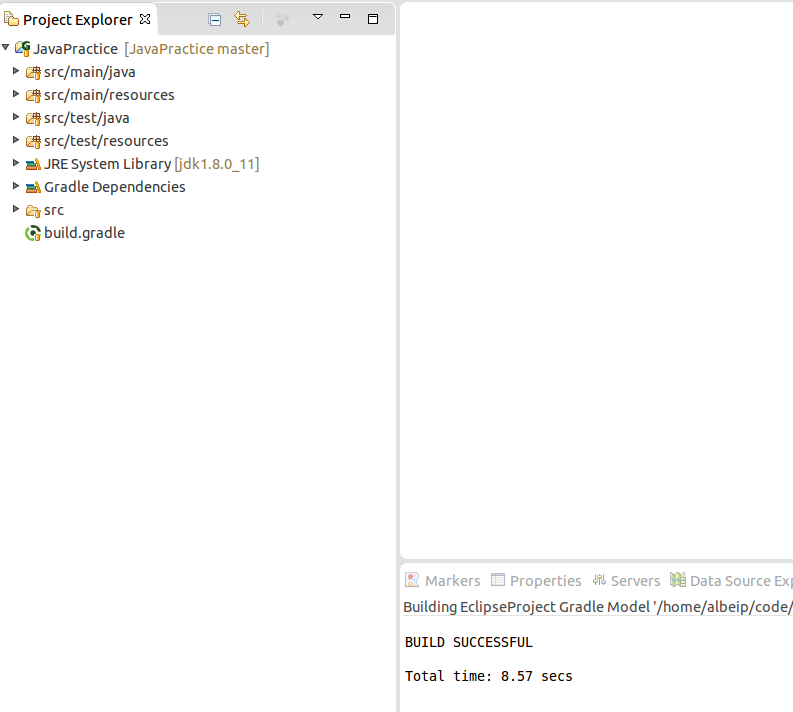 Project Explorer
JavaPractice [JavaPractice master]
src/main/java
src/main/resources
src/test/java
src/test/resources
JRE System Library [jdk1.8.0_11]
Gradle Dependencies
src
build.gradle
Markers Properties Servers Data Source Exp
Building EclipseProject Gradle Model '/home/albeip/code/
BUILD SUCCESSFUL
Total time: 8.57 secs